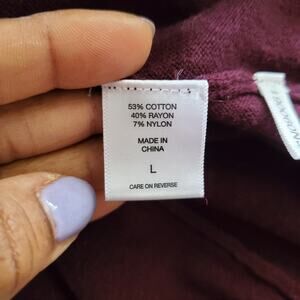 53% COTTON
40% RAYON
7% NYLON
MADE IN
CHINA
L
CARE ON REVERSE